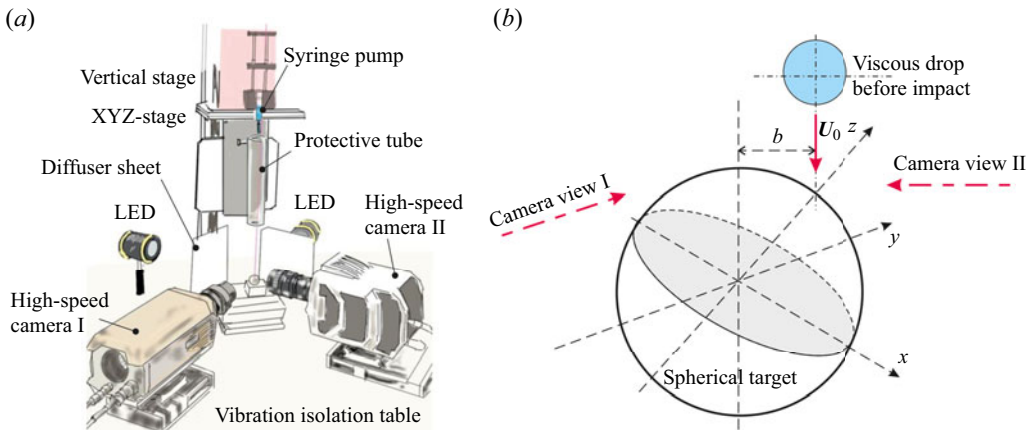 (a)
Syringe pump
Vertical stage
XYZ-stage
Protective tube
Diffuser sheet
LED
LED
High-speed
camera II
High-speed
camera I
Vibration isolation table
(b)
Viscous drop
before impact
b
U0
z
Camera view I
Camera view II
y
x
Spherical target